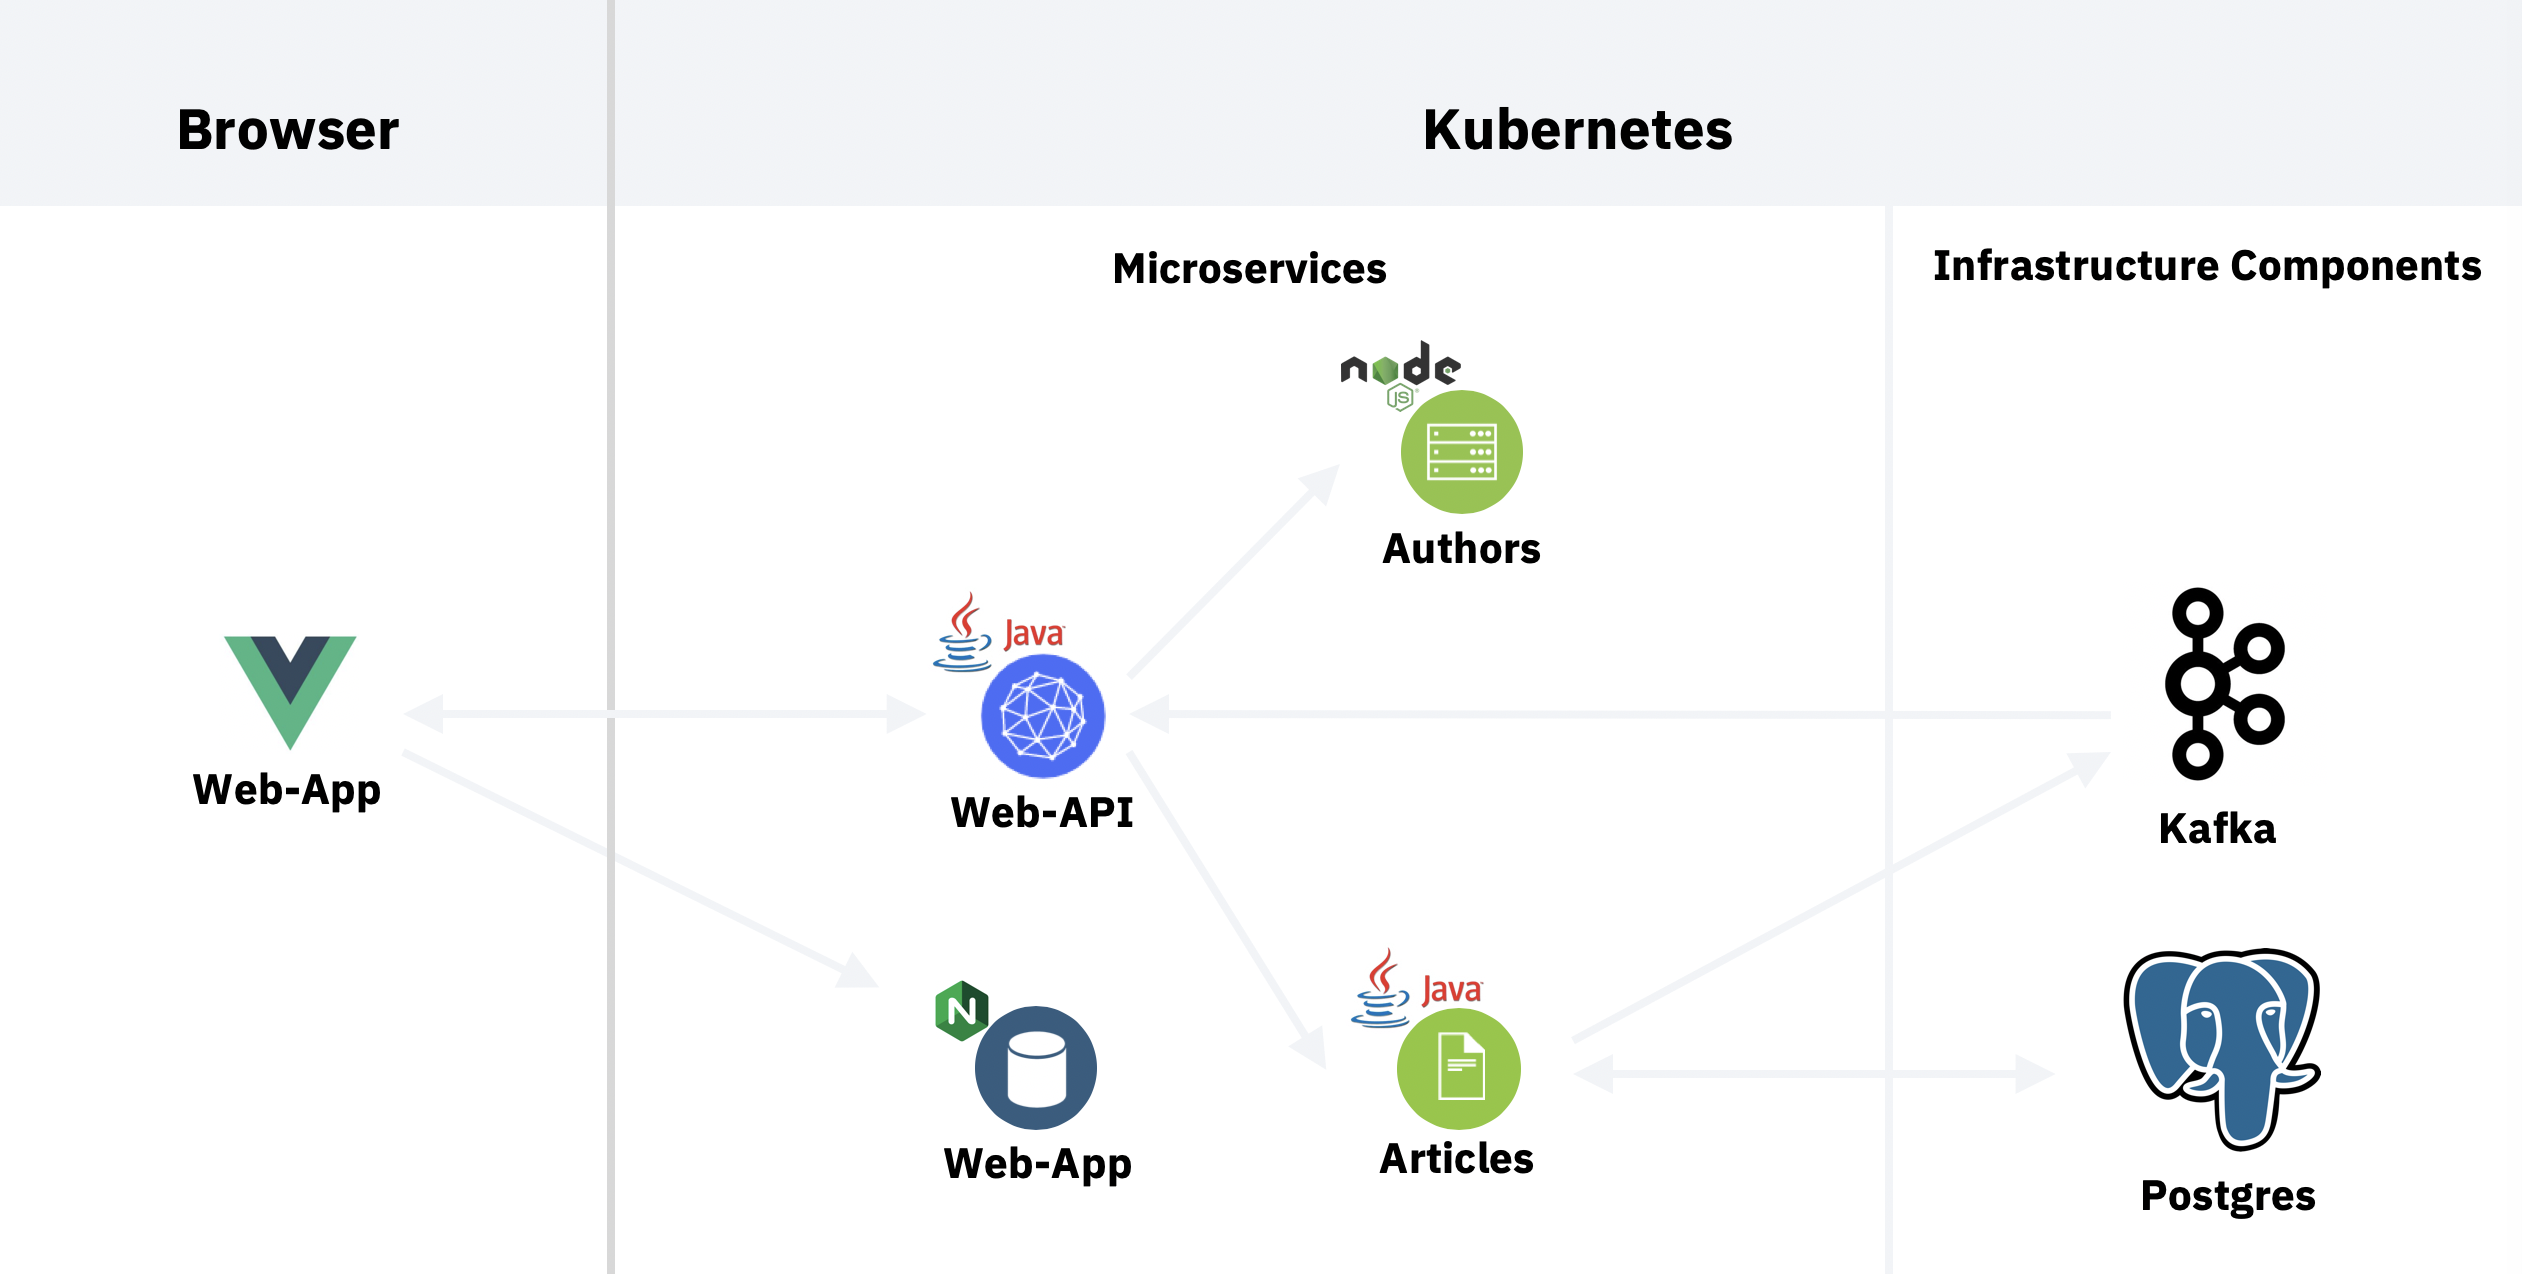 Browser
Kubernetes
Microservices
Infrastructure Components
node
JS
Authors
Java
Web-App
Web-API
Kafka
N
Java
Web-App
Articles
Postgres